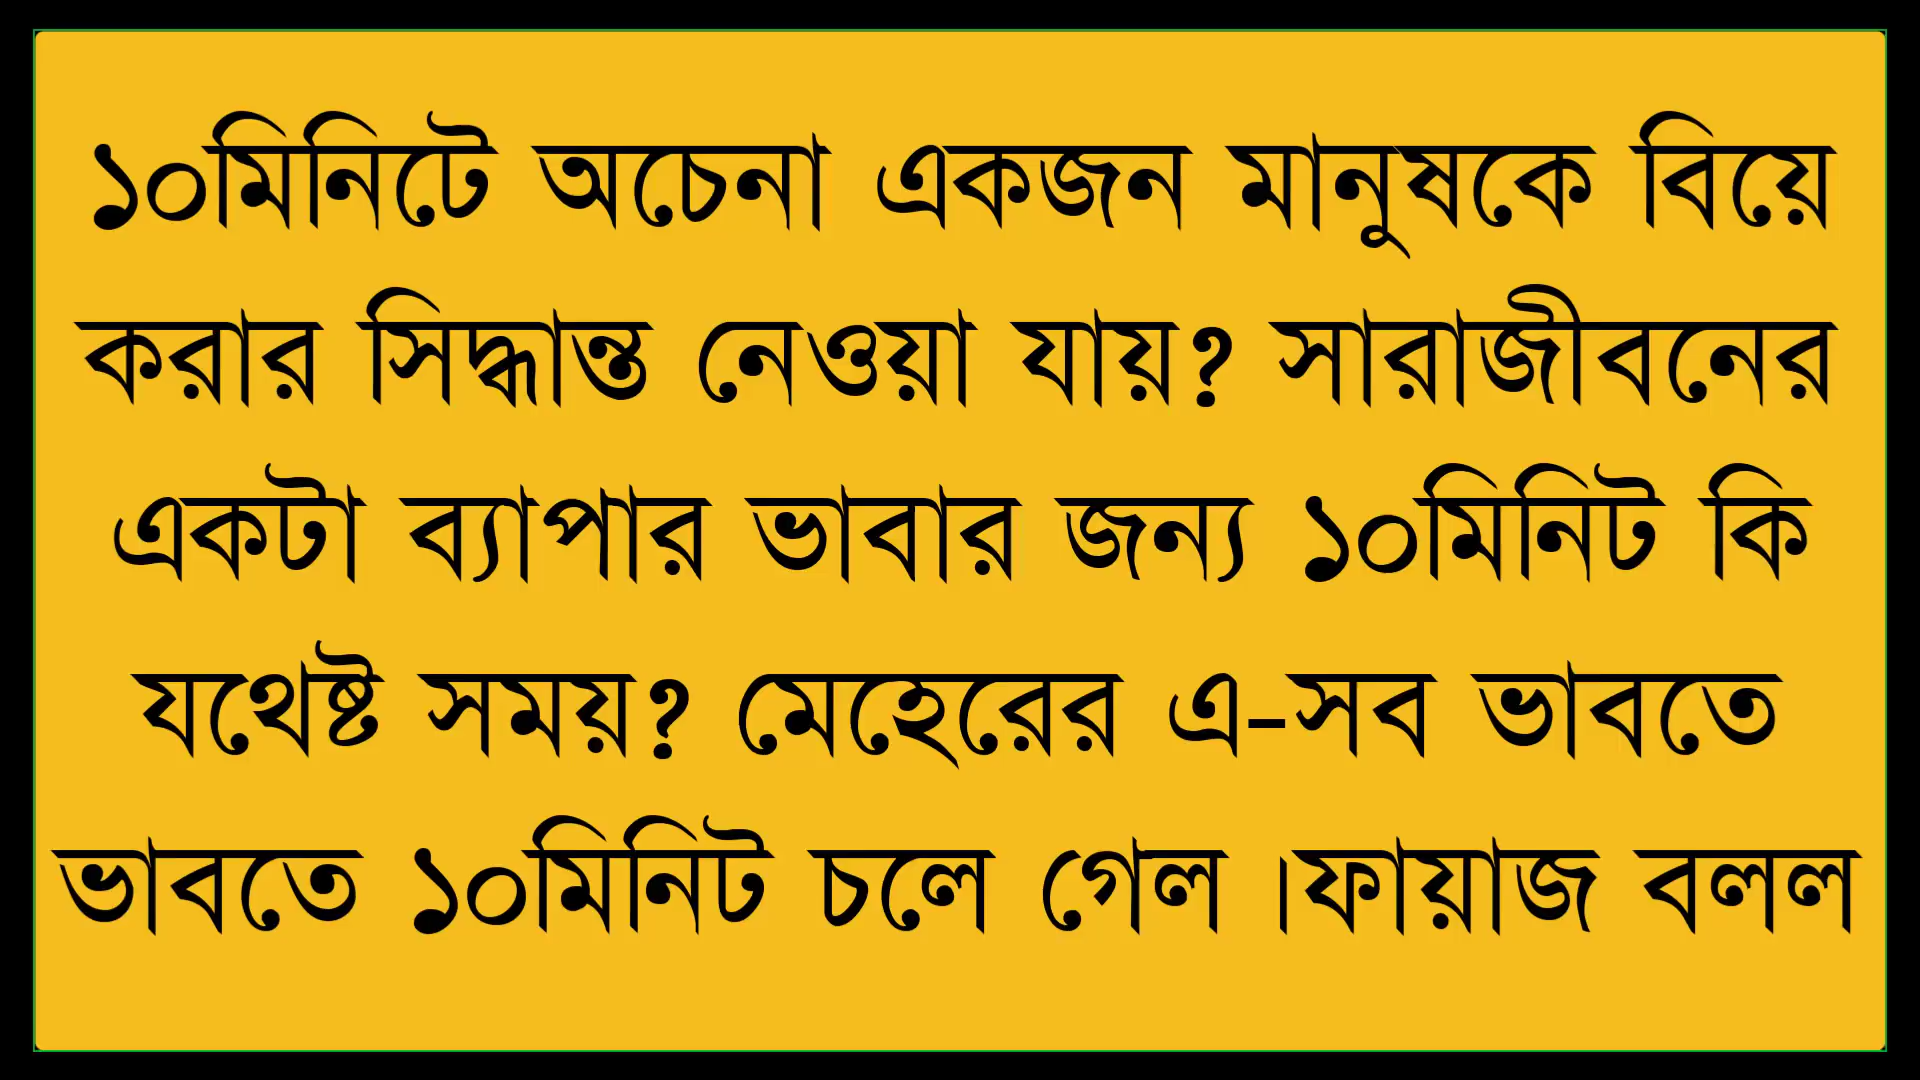 ১০মিনিটে অচেনা একজন মানুষকে বিয়ে
করার সিদ্ধান্ত নেওয়া যায়? সারাজীবনের
একটা ব্যাপার ভাবার জন্য ১০মিনিট কি
যথেষ্ট সময়? মেহেরের এ-সব ভাবতে
ভাবতে ১০মিনিট চলে গেল ।ফায়াজ বলল